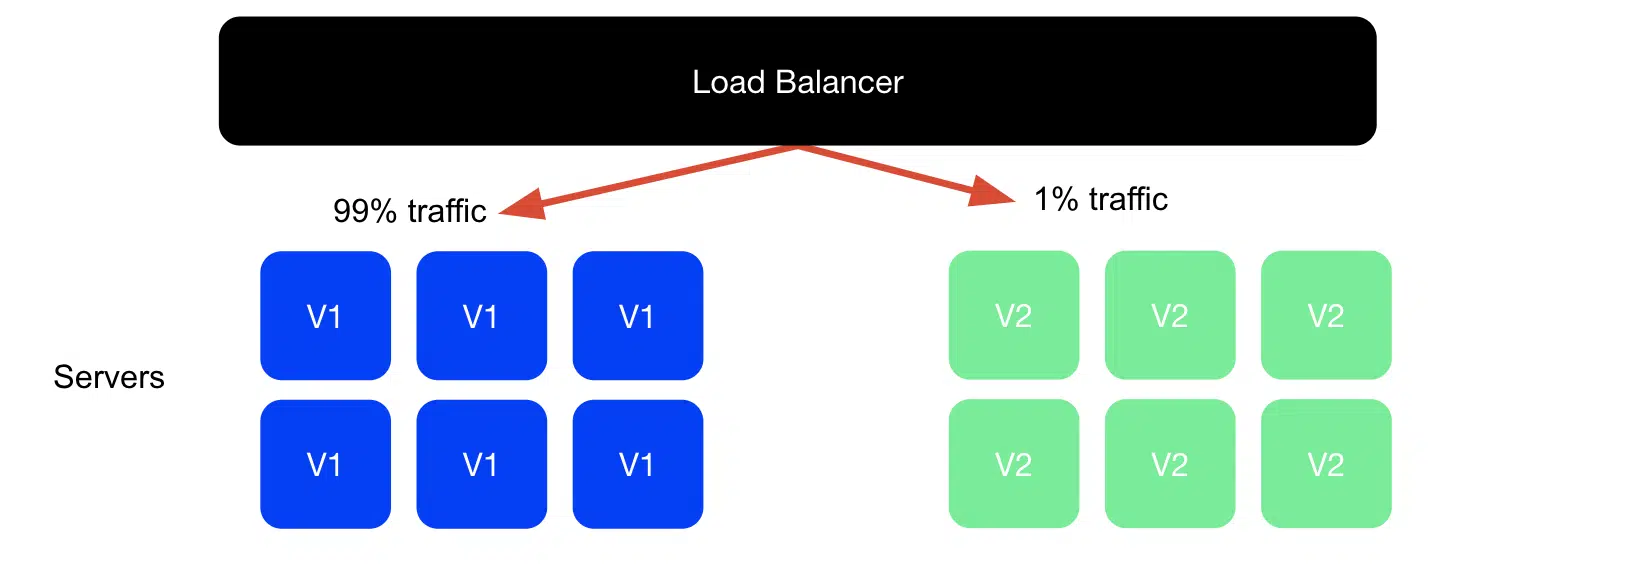 Load Balancer
99% traffic
1% traffic
V1 V1 V1 V2 V2 V2
Servers
V1 V1 V1 V2 V2 V2